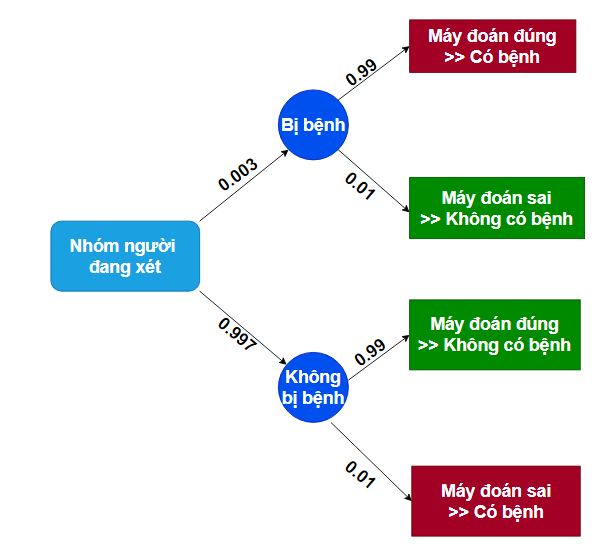 Máy đoán đúng
>> Có bệnh
0.99
Bị bệnh
0.003
0.01
Máy đoán sai
>> Không có bệnh
Nhóm người
đang xét
0.997
Máy đoán đúng
>> Không có bệnh
0.99
Không
bị bệnh
0.01
Máy đoán sai
>> Có bệnh